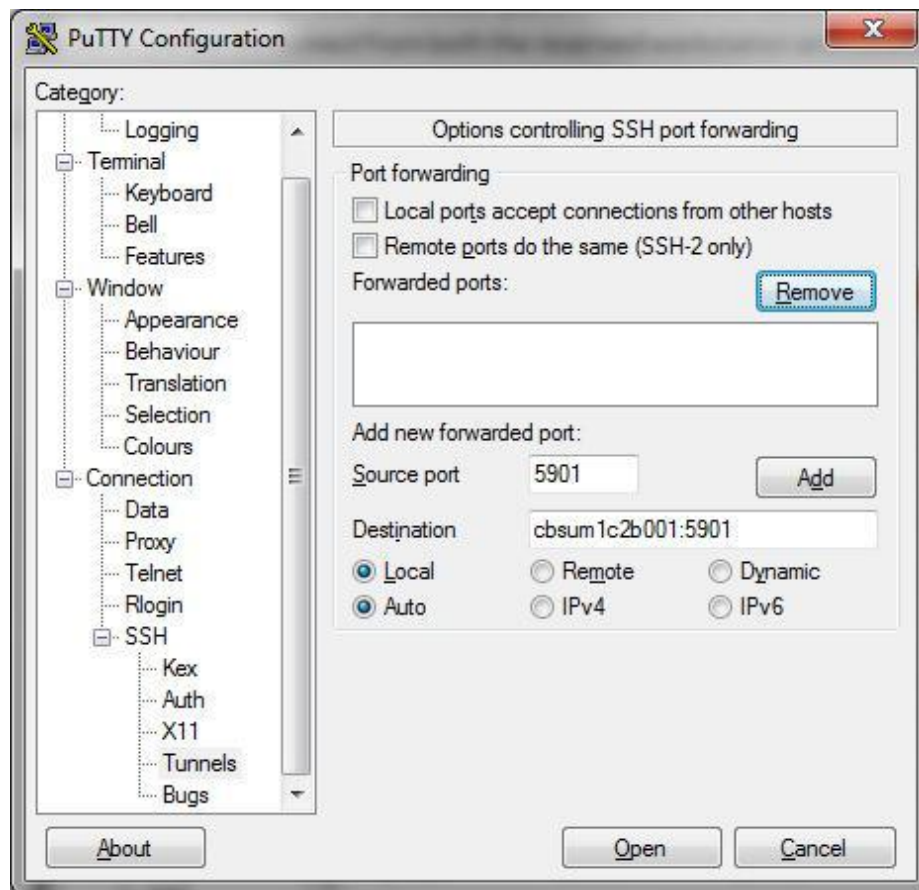 PuTTY Configuration
Category:
Logging
Terminal
Keyboard
Bell
Features
Window
Appearance
Behaviour
Translation
Selection
Colours
Connection
Data
Proxy
Telnet
Rlogin
SSH
Kex
Auth
X11
Tunnels
Bugs
Options controlling SSH port forwarding
Port forwarding
Local ports accept connections from other hosts
Remote ports do the same (SSH-2 only)
Forwarded ports:
Remove
Add new forwarded port:
Source port 5901 Add
Destination cbsum1c2b001:5901
Local Remote Dynamic
Auto IPv4 IPv6
About Open Cancel